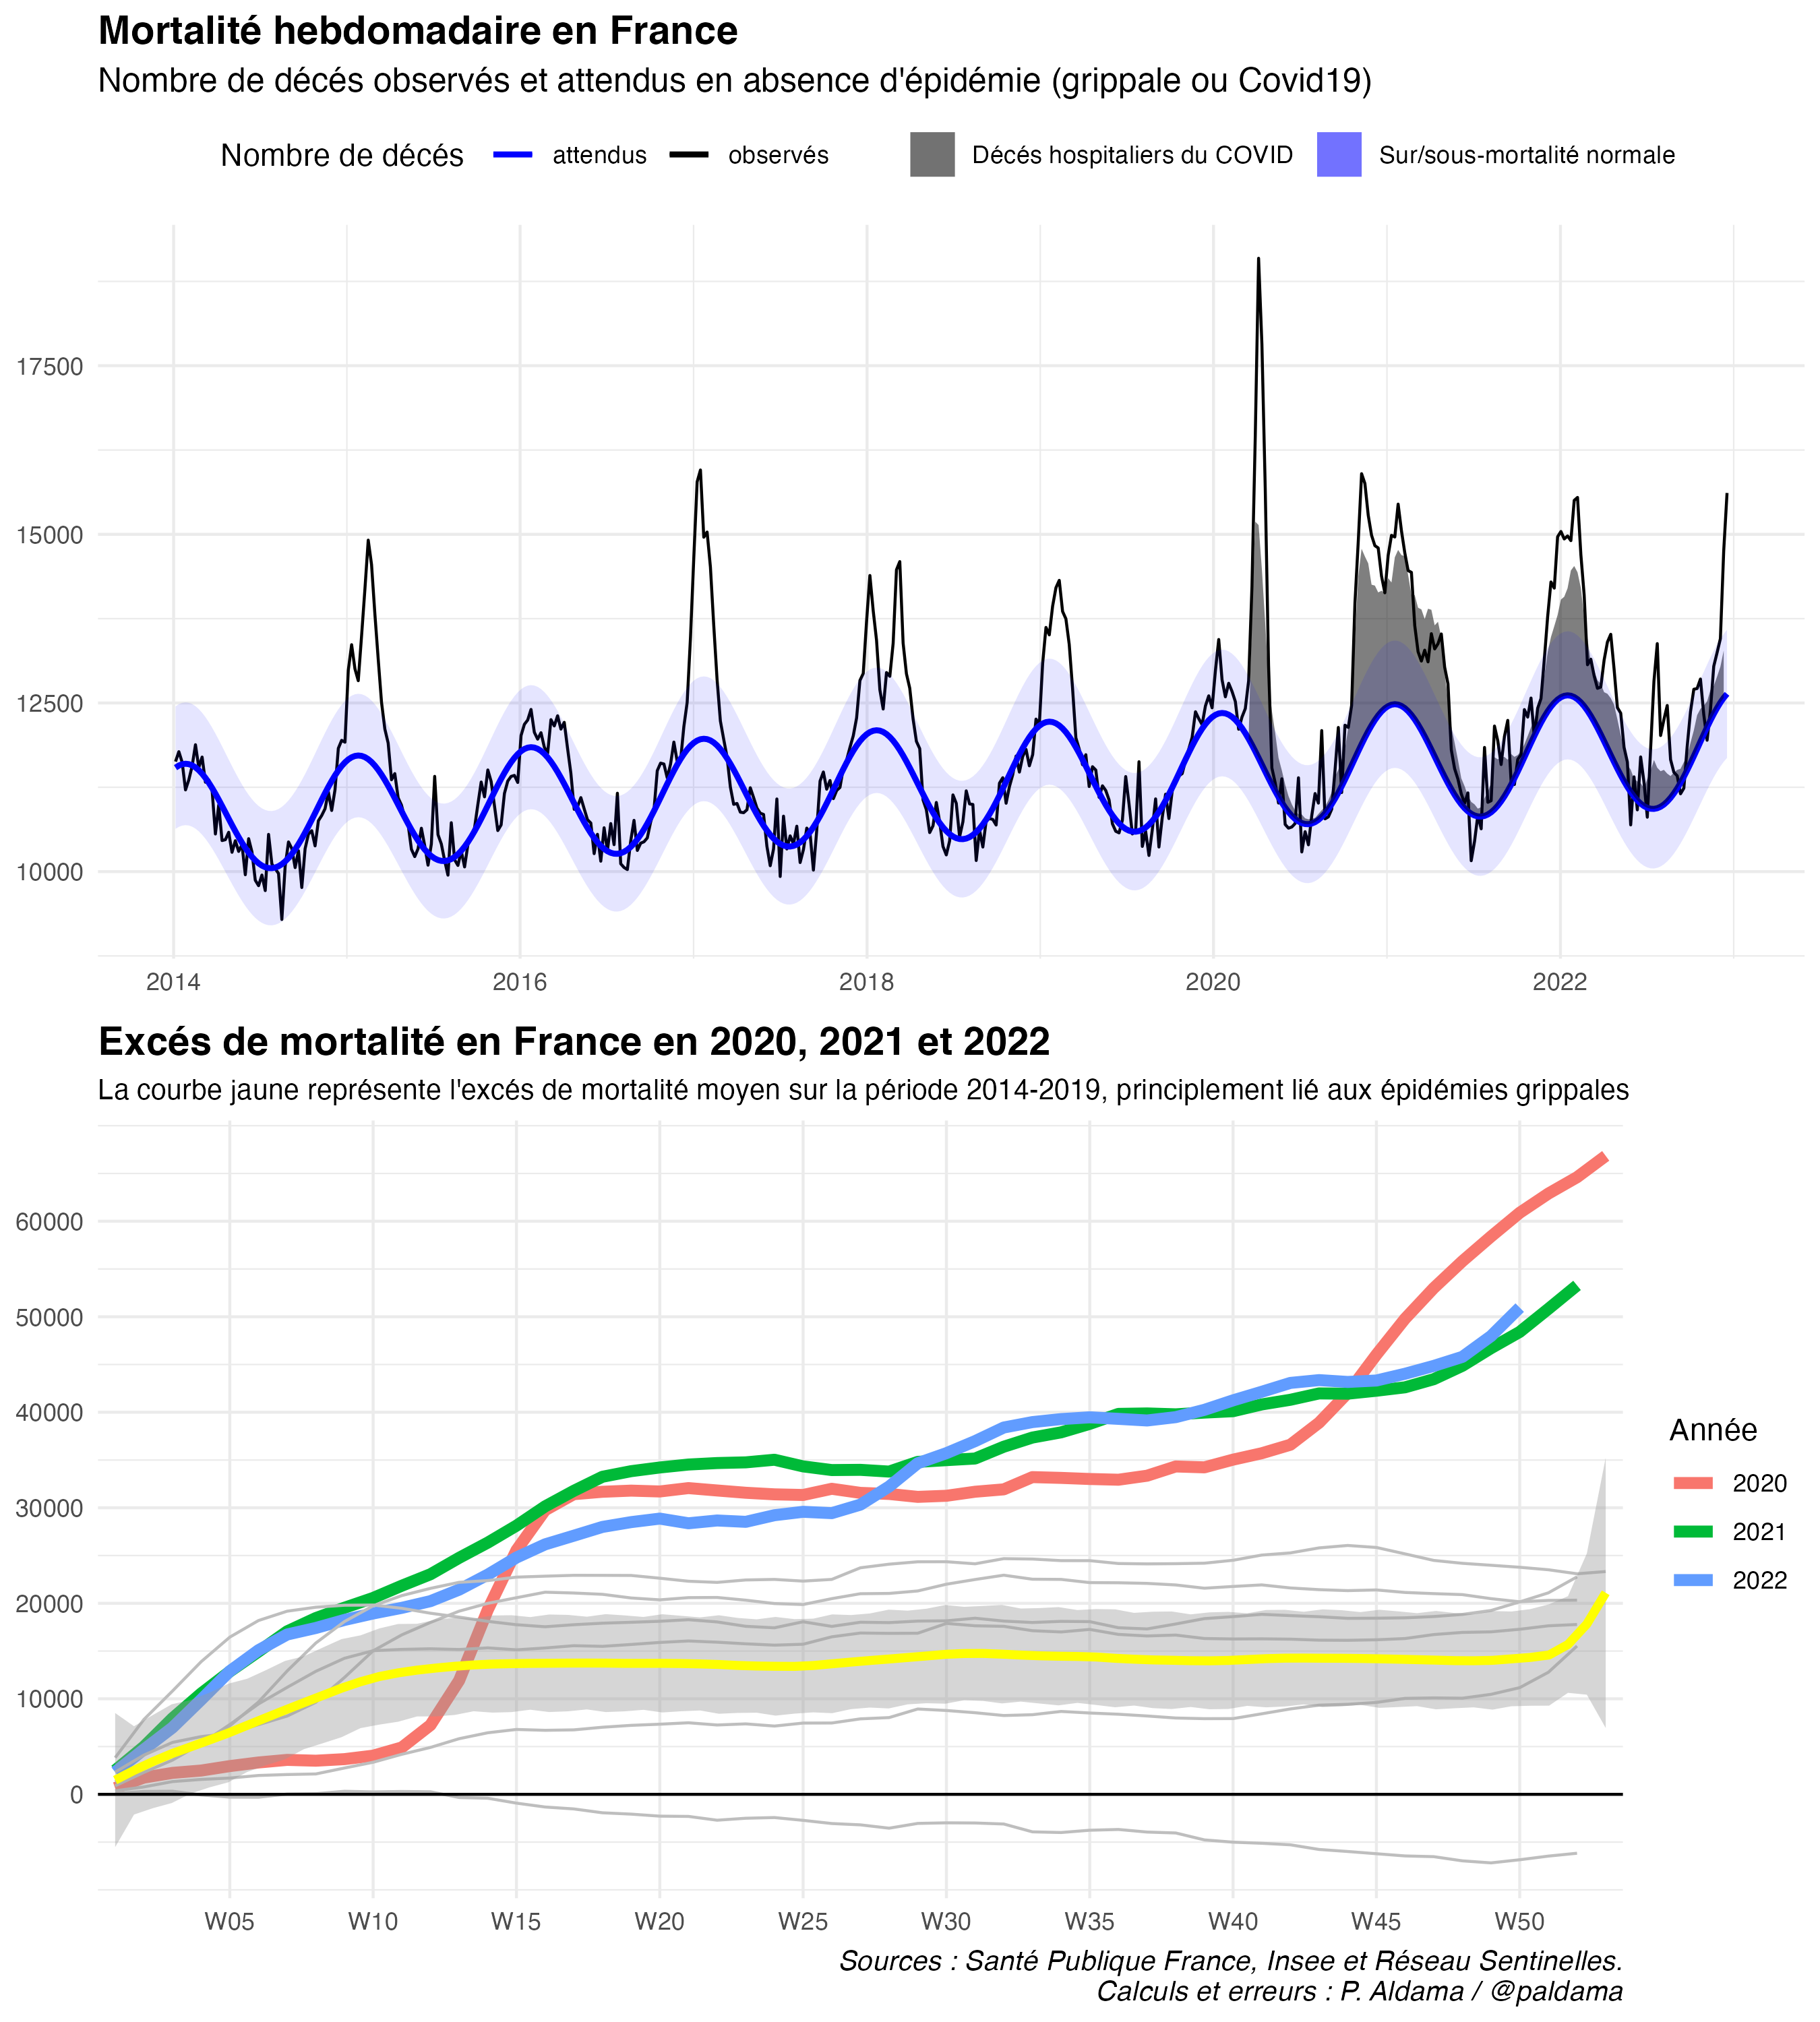 Mortalité hebdomadaire en France
Nombre de décés observés et attendus en absence d'épidémie (grippale ou Covid19)
Nombre de décés attendus observés Décés hospitaliers du COVID Sur/sous-mortalité normale
17500
15000
12500
10000
2014 2016 2018 2020 2022
Excés de mortalité en France en 2020, 2021 et 2022
La courbe jaune représente l'excés de mortalité moyen sur la période 2014-2019, principlement lié aux épidémies grippales
60000
50000
40000
30000
20000
10000
0
Année
2020
2021
2022
W05 W10 W15 W20 W25 W30 W35 W40 W45 W50
Sources : Santé Publique France, Insee et Réseau Sentinelles.
Calculs et erreurs : P. Aldama / @paldama